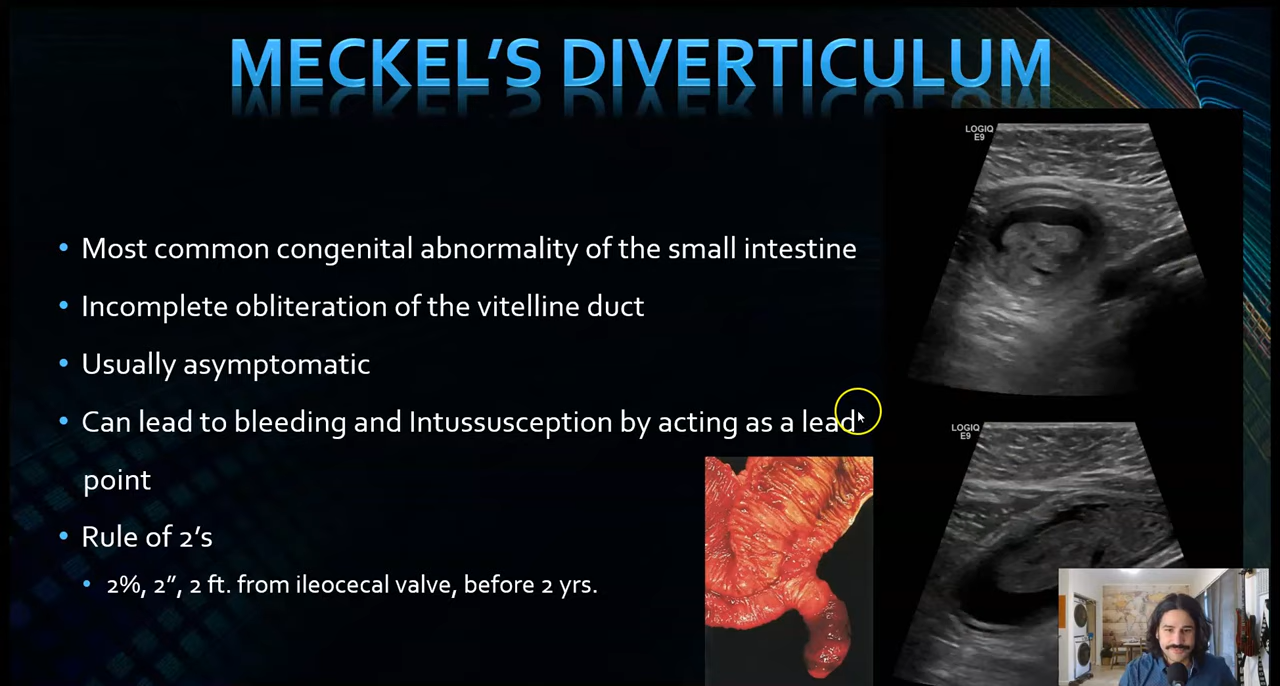 MECKEL'S DIVERTICULUM
LOGIQ
E9
• Most common congenital abnormality of the small intestine
• Incomplete obliteration of the vitelline duct
• Usually asymptomatic
• Can lead to bleeding and Intussusception by acting as a lead
point
LOGIQ
E9
• Rule of 2's
• 2%, 2”, 2 ft. from ileocecal valve, before 2 yrs.